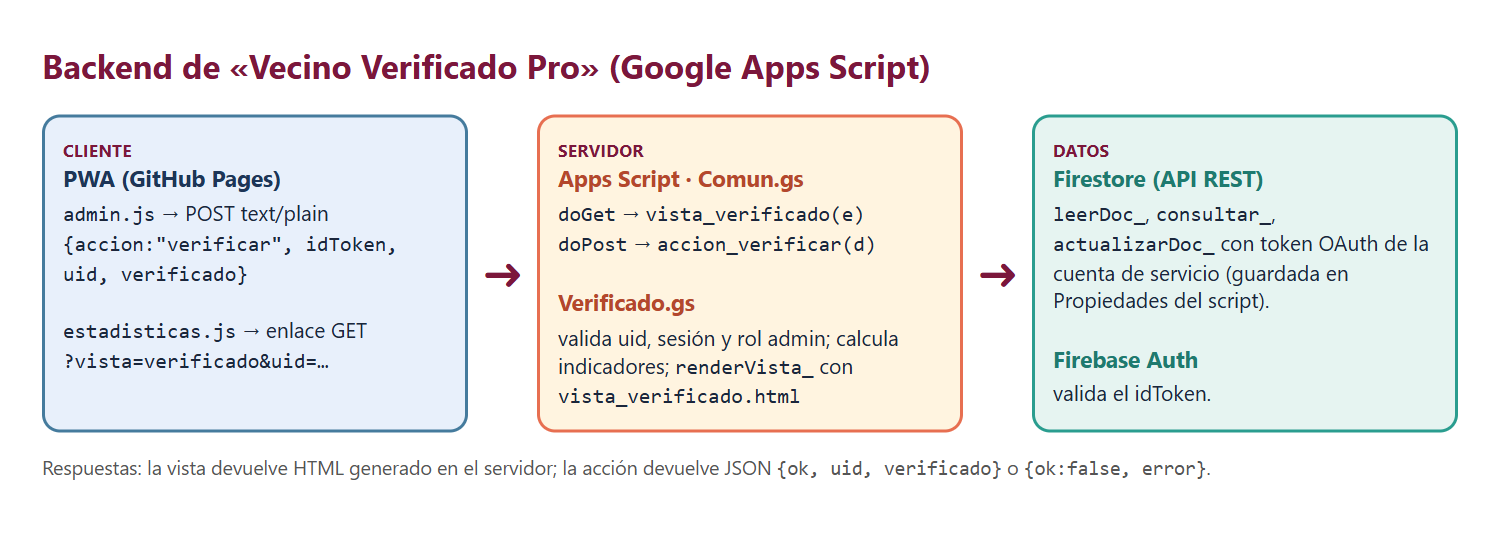 Backend de «Vecino Verificado Pro» (Google Apps Script)
CLIENTE
PWA (GitHub Pages)
admin.js → POST text/plain
{accion:"verificar", idToken,
uid, verificado}
estadisticas.js → enlace GET
?vista=verificado&uid=…
SERVIDOR
Apps Script · Comun.gs
doGet → vista_verificado(e)
doPost → accion_verificar(d)
Verificado.gs
valida uid, sesión y rol admin; calcula
indicadores; renderVista_ con
vista_verificado.html
DATOS
Firestore (API REST)
leerDoc_, consultar_,
actualizarDoc_ con token OAuth de la
cuenta de servicio (guardada en
Propiedades del script).
Firebase Auth
valida el idToken.
Respuestas: la vista devuelve HTML generado en el servidor; la acción devuelve JSON {ok, uid, verificado} o {ok:false, error}.